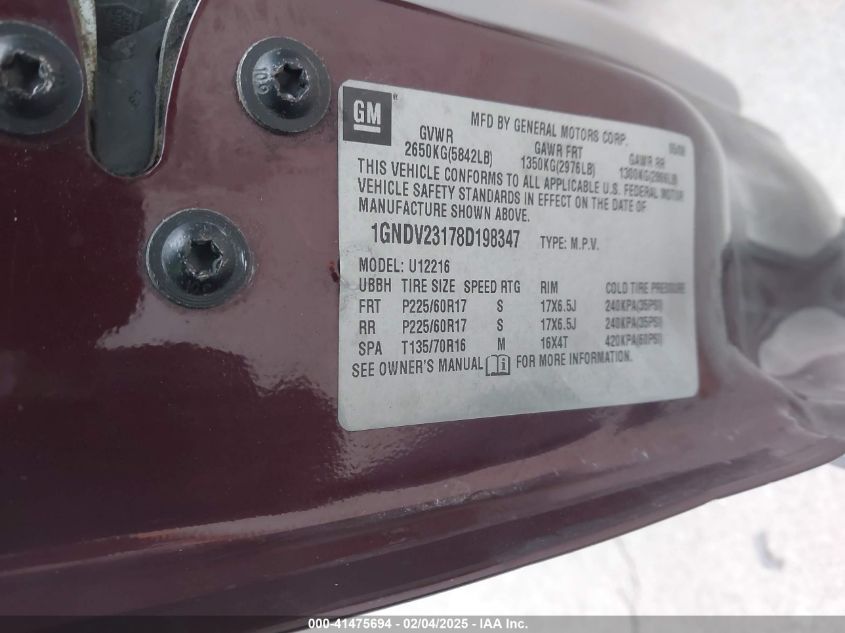 GM
®
MFD BY GENERAL MOTORS CORP.
GVWR GAWR FRT GAWR RR
2650KG(5842LB) 1350KG(2976LB)
THIS VEHICLE CONFORMS TO ALL APPLICABLE U.S. FEDERAL MOTOR
VEHICLE SAFETY STANDARDS IN EFFECT ON THE DATE OF
MANUFACTURE SHOWN ABOVE.
1GNDV23178D198347 TYPE: M.P.V.
MODEL: U12216
UBBH TIRE SIZE SPEED RTG RIM COLD TIRE PRESSURE
FRT P225/60R17 S 17X6.5J 240KPA(35PSI)
RR P225/60R17 S 17X6.5J 240KPA(35PSI)
SPA T135/70R16 M 16X4T 420KPA(60PSI)
SEE OWNER'S MANUAL i FOR MORE INFORMATION.
10.9
000-41475694 - 02/04/2025 - IAA Inc.